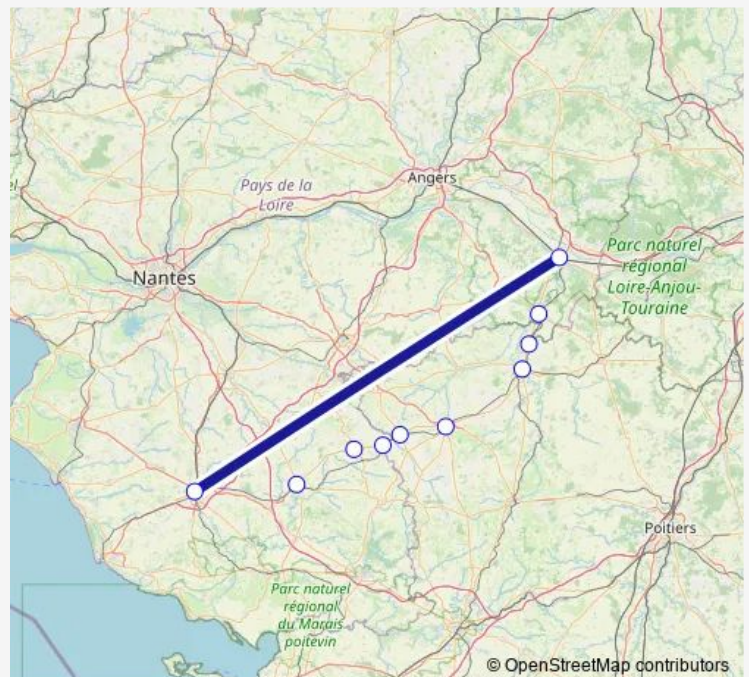 Angers
Pays de la
Loire
Parc naturel
régional
Loire-Anjou-
Touraine
Nantes
Poitiers
Parc naturel
régional
du Marais
poitevin
© OpenStreetMap contributors